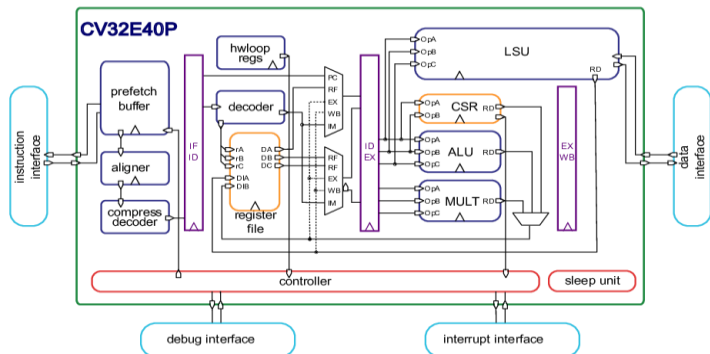 CV32E40P
instruction
interface
prefetch
buffer
aligner
compress
decoder
IF
ID
hwloop
regs
decoder
rA
rB
rC
DIA
DIB
DA
DB
DC
register
file
PC
RF
EX
WB
IM
RF
RF
EX
WB
IM
ID
EX
OpA
OpB
OpC
LSU
RD
OpA
OpB
CSR
RD
OpA
OpB
OpC
ALU
RD
OpA
OpB
OpC
MULT
RD
EX
WB
data
interface
controller
sleep unit
debug interface
interrupt interface